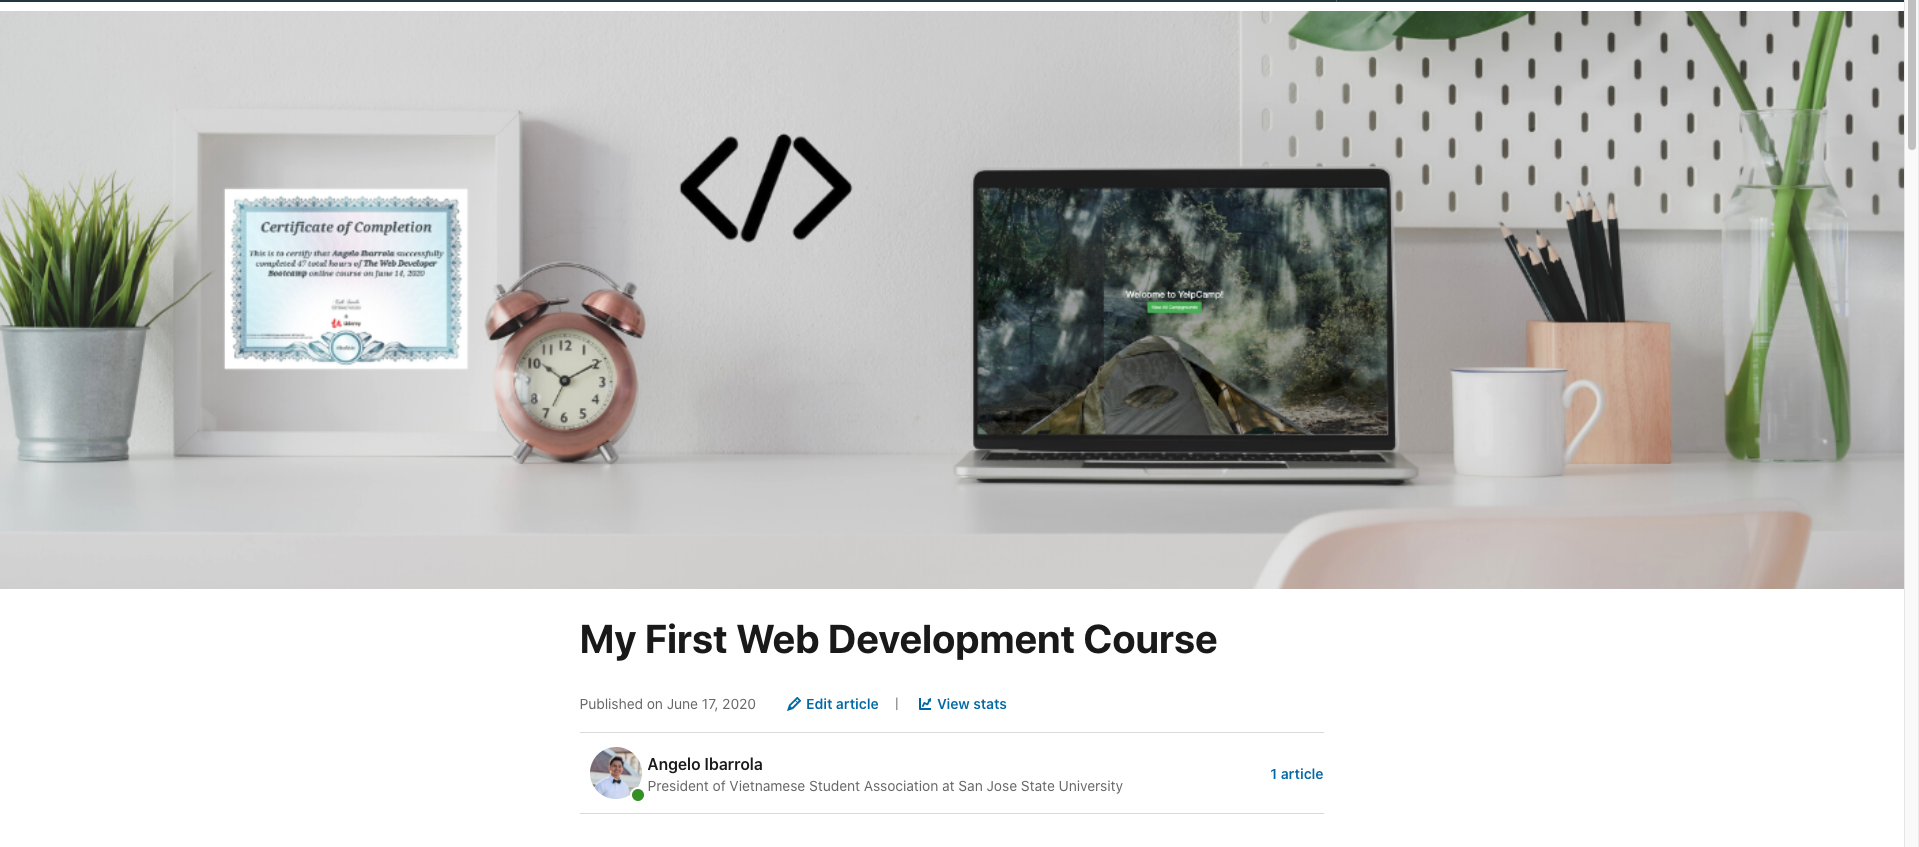 Certificate of Completion
This is to certify that Angelo Ibarrola successfully
completed 47 total hours of The Web Developer
Bootcamp online course on June 14, 2020
Udemy
</>
Welcome to YelpCamp!
View All Campgrounds
11 12 1
10 2
3
8 4
7 6 5
My First Web Development Course
Published on June 17, 2020 Edit article | View stats
Angelo Ibarrola
President of Vietnamese Student Association at San Jose State University
1 article